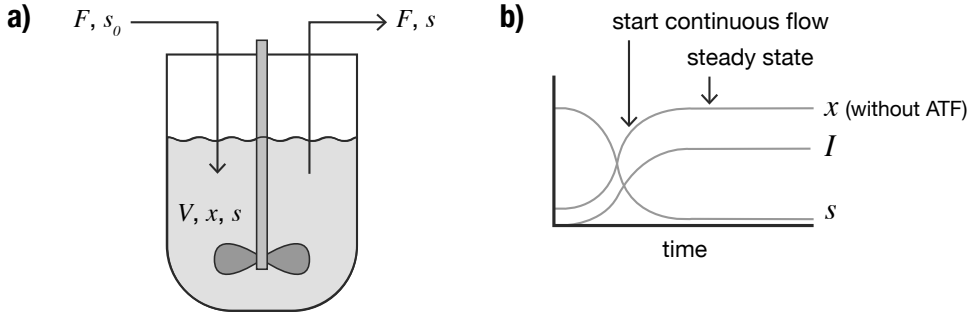 a)
F, s₀
F, s
V, x, s
b)
start continuous flow
steady state
x (without ATF)
I
s
time